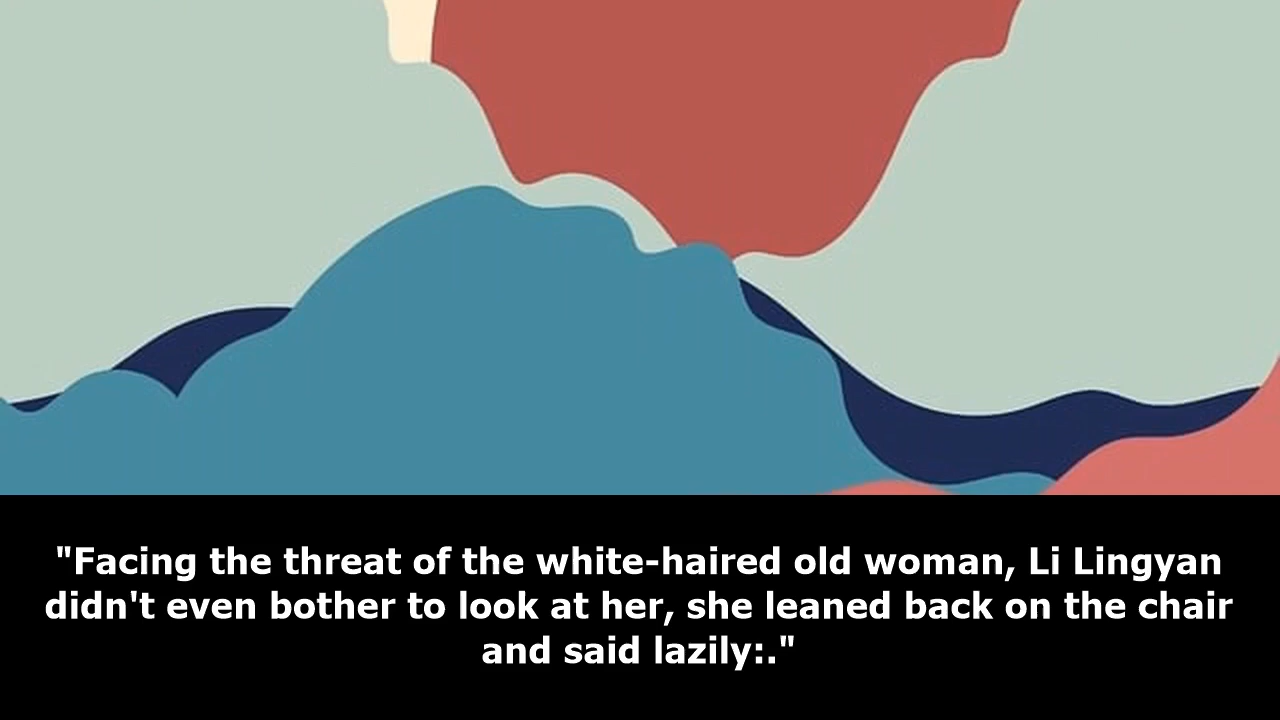 "Facing the threat of the white-haired old woman, Li Lingyan
didn't even bother to look at her, she leaned back on the chair
and said lazily:."